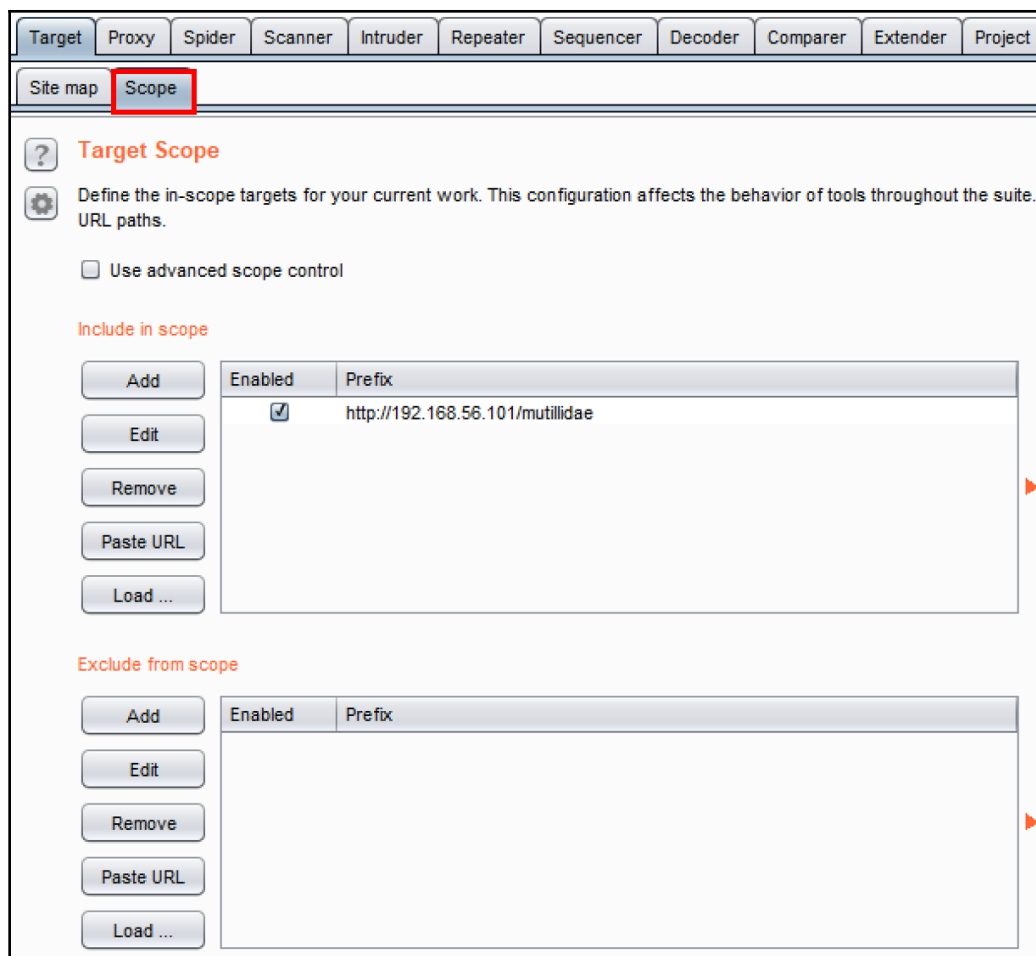 Target Proxy Spider Scanner Intruder Repeater Sequencer Decoder Comparer Extender Project
Site map Scope
? Target Scope
Define the in-scope targets for your current work. This configuration affects the behavior of tools throughout the suite.
URL paths.
Use advanced scope control
Include in scope
Add
Enabled Prefix
http://192.168.56.101/mutillidae
Edit
Remove
Paste URL
Load ...
Exclude from scope
Add
Enabled Prefix
Edit
Remove
Paste URL
Load ...